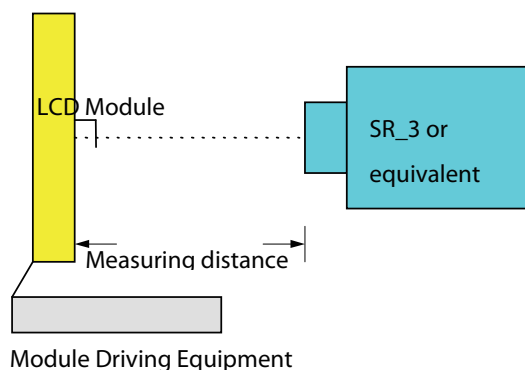 LCD Module
SR_3 or
equivalent
Measuring distance
Module Driving Equipment